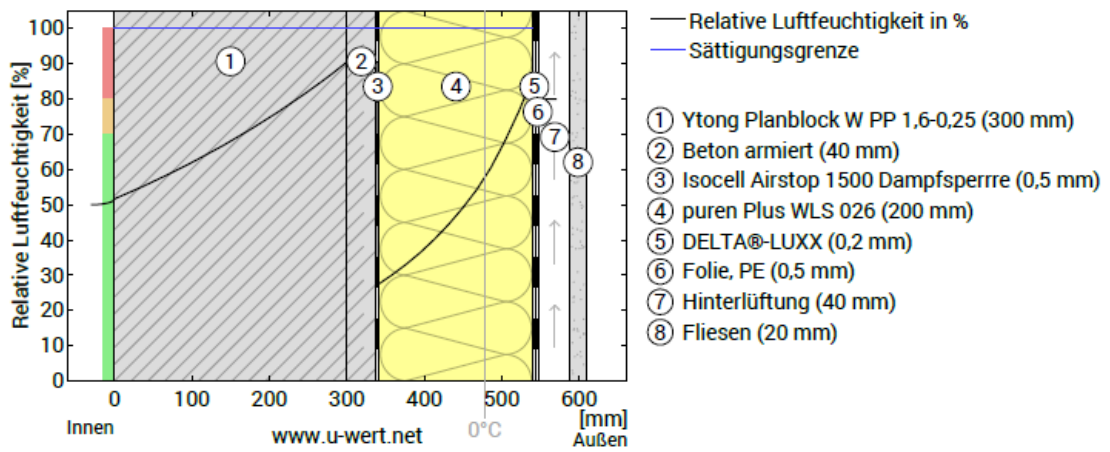 Relative Luftfeuchtigkeit [%]
100
90
80
70
60
50
40
30
20
10
0
1
2
3
4
5
6
7
8
0
100
200
300
400
500
600
[mm]
Innen
www.u-wert.net
0°C
Außen
Relative Luftfeuchtigkeit in %
Sättigungsgrenze
1 Ytong Planblock W PP 1,6-0,25 (300 mm)
2 Beton armiert (40 mm)
3 Isocell Airstop 1500 Dampfsperrre (0,5 mm)
4 puren Plus WLS 026 (200 mm)
5 DELTA®-LUXX (0,2 mm)
6 Folie, PE (0,5 mm)
7 Hinterlüftung (40 mm)
8 Fliesen (20 mm)